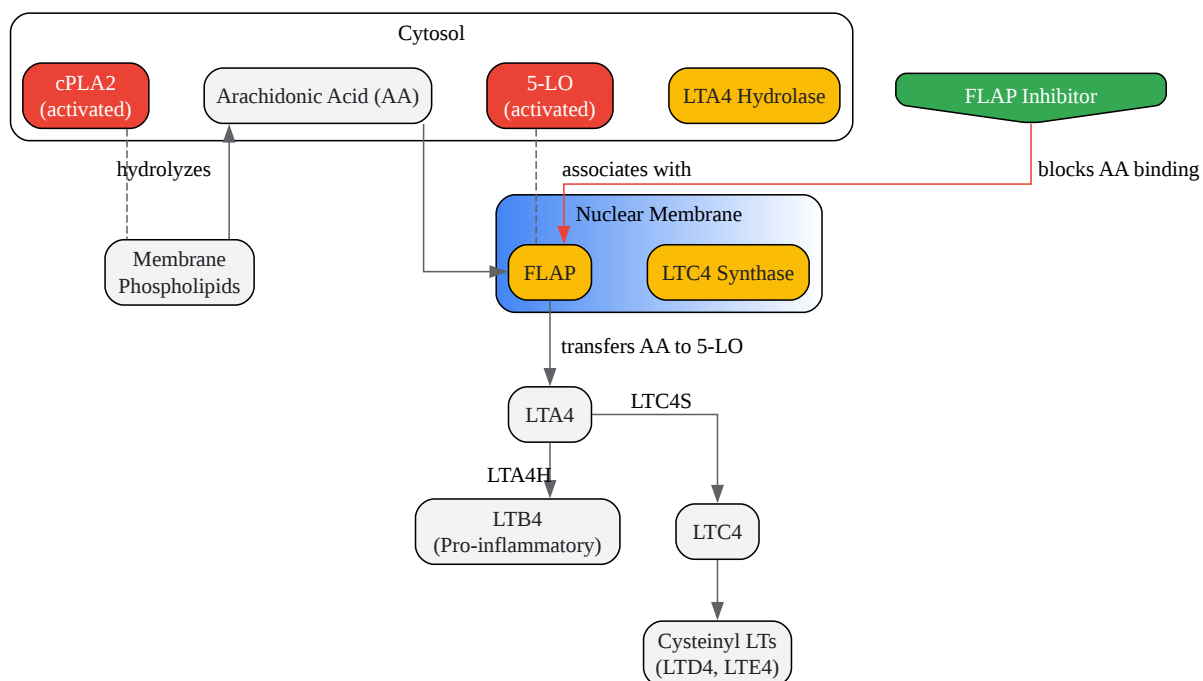 Cytosol
cPLA2
(activated)
Arachidonic Acid (AA)
5-LO
(activated)
LTA4 Hydrolase
FLAP Inhibitor
hydrolyzes
associates with
blocks AA binding
Nuclear Membrane
Membrane
Phospholipids
FLAP
LTC4 Synthase
transfers AA to 5-LO
LTA4
LTC4S
LTA4H
LTB4
(Pro-inflammatory)
LTC4
Cysteinyl LTs
(LTD4, LTE4)